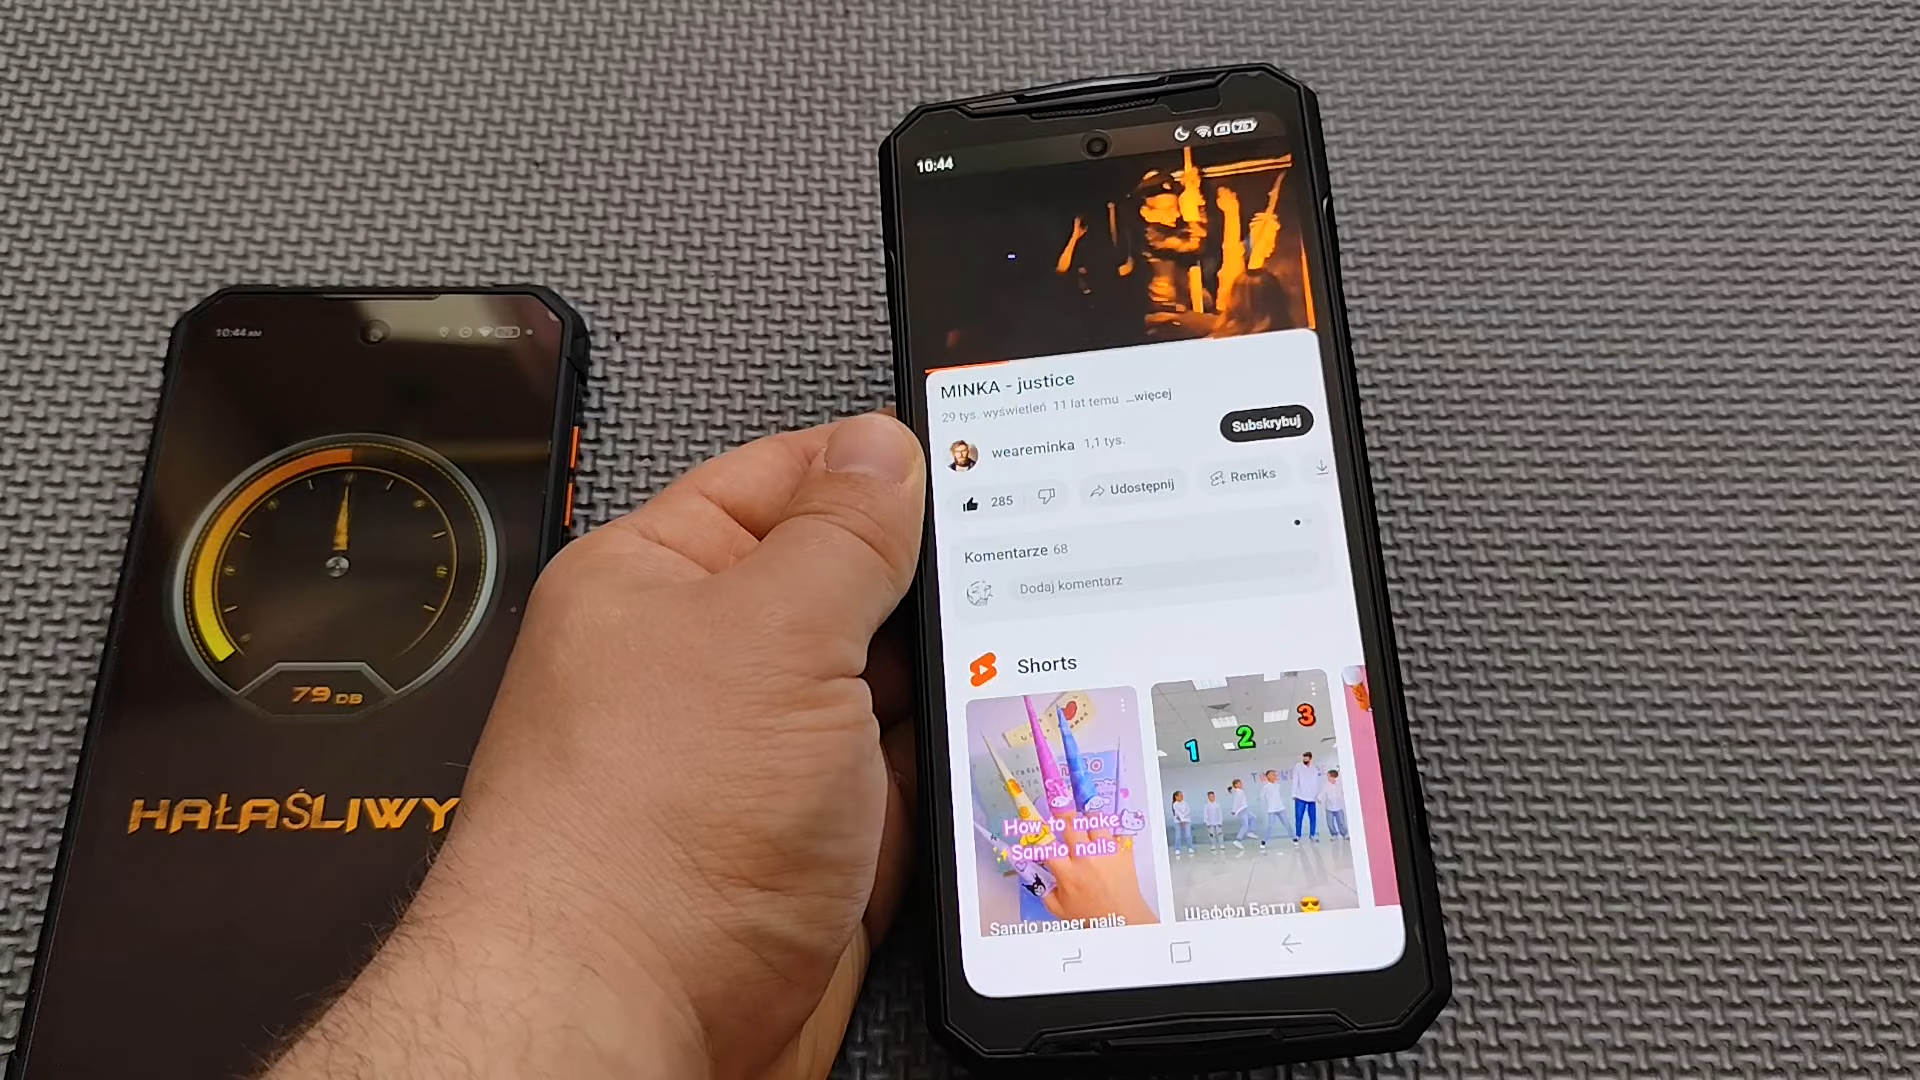 10:44 AM
79 DB
HAŁAŚLIWY
10:44
MINKA - justice
29 tys. wyświetleń 11 lat temu ...więcej
weareminka 1,1 tys.
Subskrybuj
285
Udostępnij
Remiks
Komentarze 68
Dodaj komentarz
Shorts
How to make
Sanrio nails
Sanrio paper nails
1 2 3
Шаффл Баттл